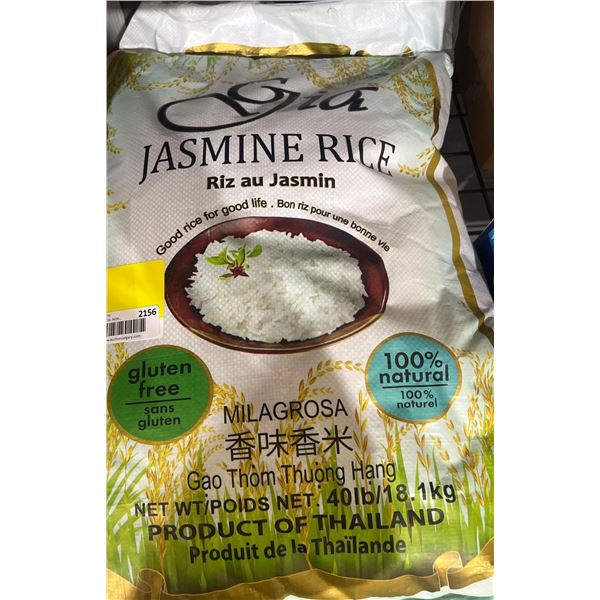 Gia
JASMINE RICE
Riz au Jasmin
Good rice for good life . Bon riz pour une bonne vie
2156
gluten
free
sans
gluten
100%
natural
100%
naturel
MILAGROSA
香味香米
Gao Thom Thuong Hang
NET WT/POIDS NET. 40lb/18.1kg
PRODUCT OF THAILAND
Produit de la Thaïlande